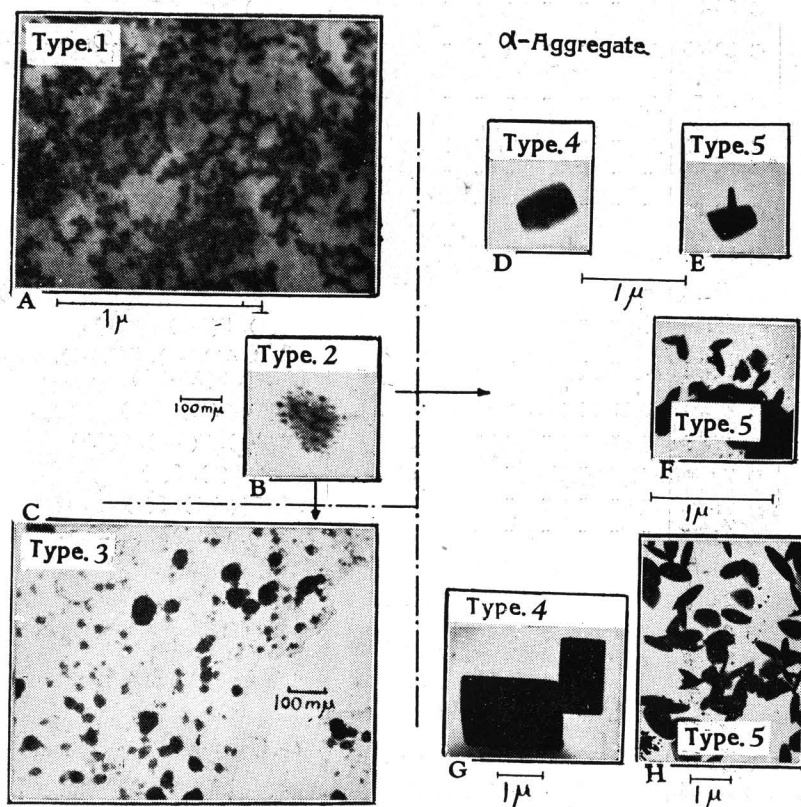 Type.1
α-Aggregate
Type.4
Type.5
A
D
E
1μ
1μ
Type.2
100mμ
Type.5
B
F
C
1μ
Type.3
Type.4
100mμ
Type.5
G
H
1μ
1μ